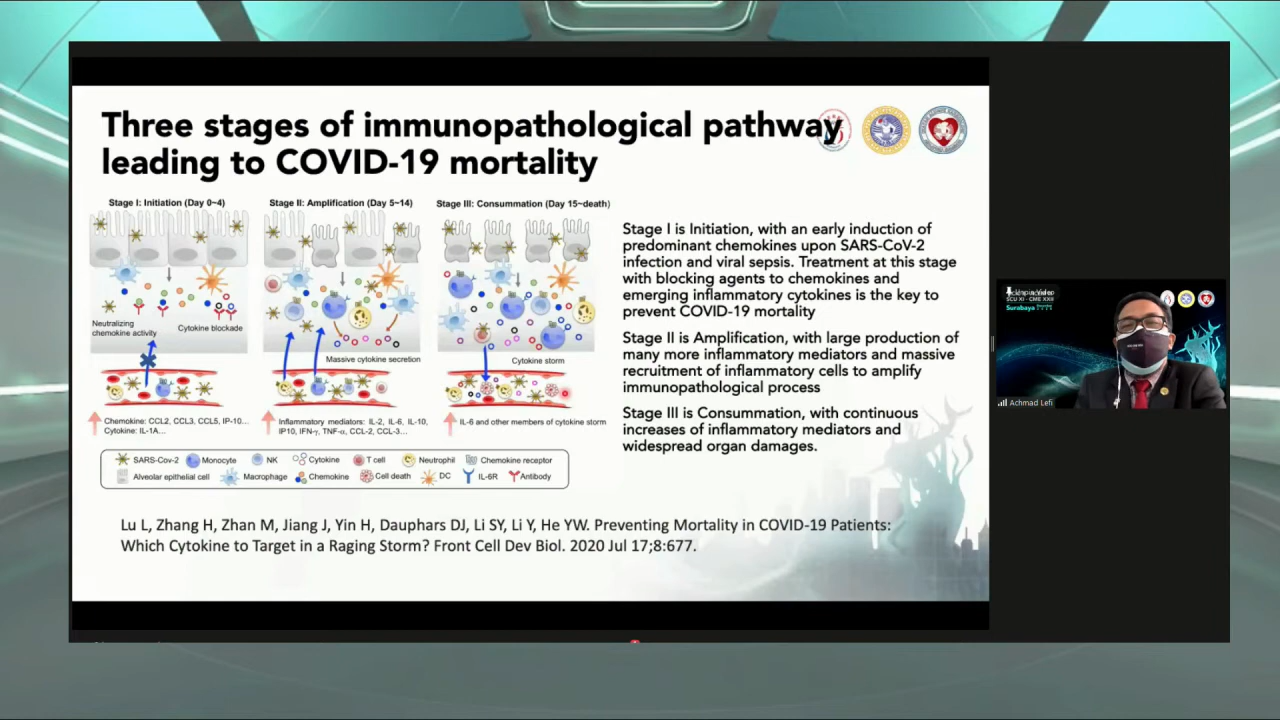 Three stages of immunopathological pathway
leading to COVID-19 mortality
Stage I: Initiation (Day 0~4)
Stage II: Amplification (Day 5~14)
Stage III: Consummation (Day 15~death)
Neutralizing
chemokine activity
Cytokine blockade
Massive cytokine secretion
Cytokine storm
Chemokine: CCL2, CCL3, CCL5, IP-10...
Cytokine: IL-1A...
Inflammatory mediators: IL-2, IL-6, IL-10,
IP10, IFN-γ, TNF-α, CCL-2, CCL-3...
IL-6 and other members of cytokine storm
SARS-Cov-2 Monocyte NK Cytokine T cell Neutrophil Chemokine receptor
Alveolar epithelial cell Macrophage Chemokine Cell death DC IL-6R Antibody
Stage I is Initiation, with an early induction of
predominant chemokines upon SARS-CoV-2
infection and viral sepsis. Treatment at this stage
with blocking agents to chemokines and
emerging inflammatory cytokines is the key to
prevent COVID-19 mortality
Stage II is Amplification, with large production of
many more inflammatory mediators and massive
recruitment of inflammatory cells to amplify
immunopathological process
Stage III is Consummation, with continuous
increases of inflammatory mediators and
widespread organ damages.
Lu L, Zhang H, Zhan M, Jiang J, Yin H, Dauphars DJ, Li SY, Li Y, He YW. Preventing Mortality in COVID-19 Patients:
Which Cytokine to Target in a Raging Storm? Front Cell Dev Biol. 2020 Jul 17;8:677.
SCU XI - CME XXII
Surabaya
Achmad Lefi